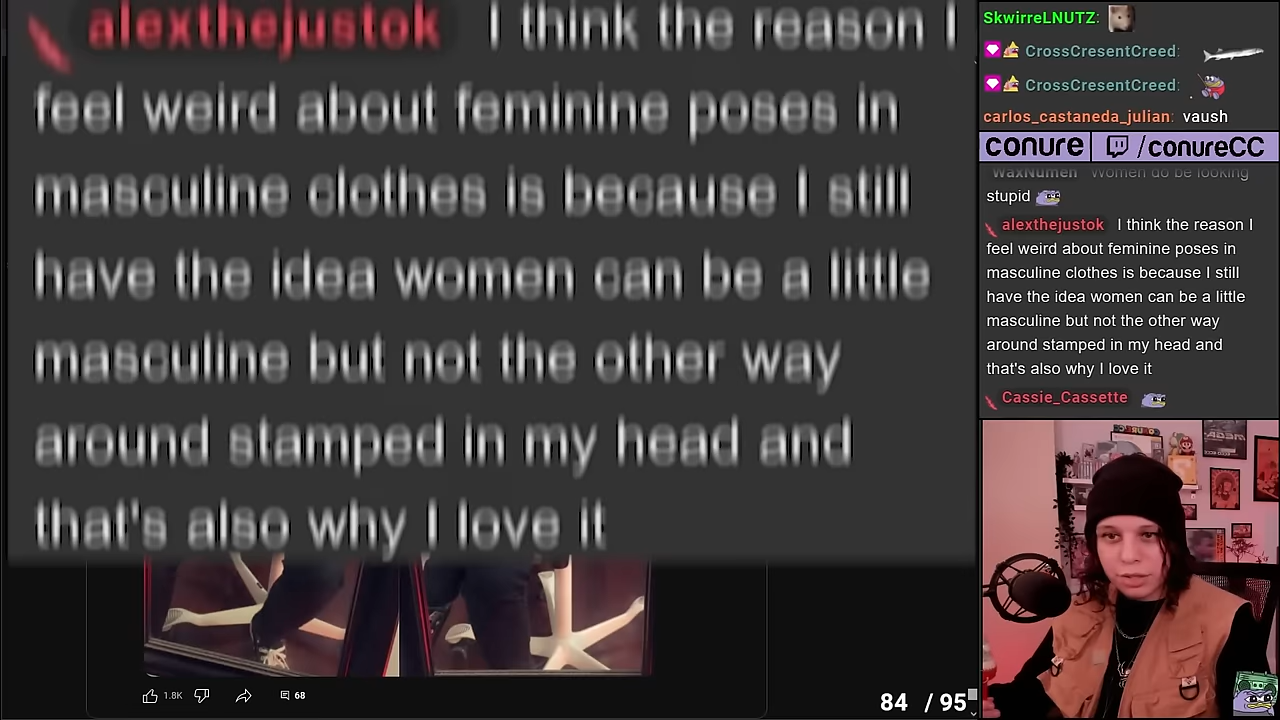 alexthejustok I think the reason I
feel weird about feminine poses in
masculine clothes is because I still
have the idea women can be a little
masculine but not the other way
around stamped in my head and
that's also why I love it
1.8K
68
84 / 95
SkwirreLNUTZ:
CrossCresentCreed:
CrossCresentCreed:
carlos_castaneda_julian: vaush
conure /conureCC
WaxNumen Women do be looking
stupid
alexthejustok I think the reason I
feel weird about feminine poses in
masculine clothes is because I still
have the idea women can be a little
masculine but not the other way
around stamped in my head and
that's also why I love it
Cassie_Cassette